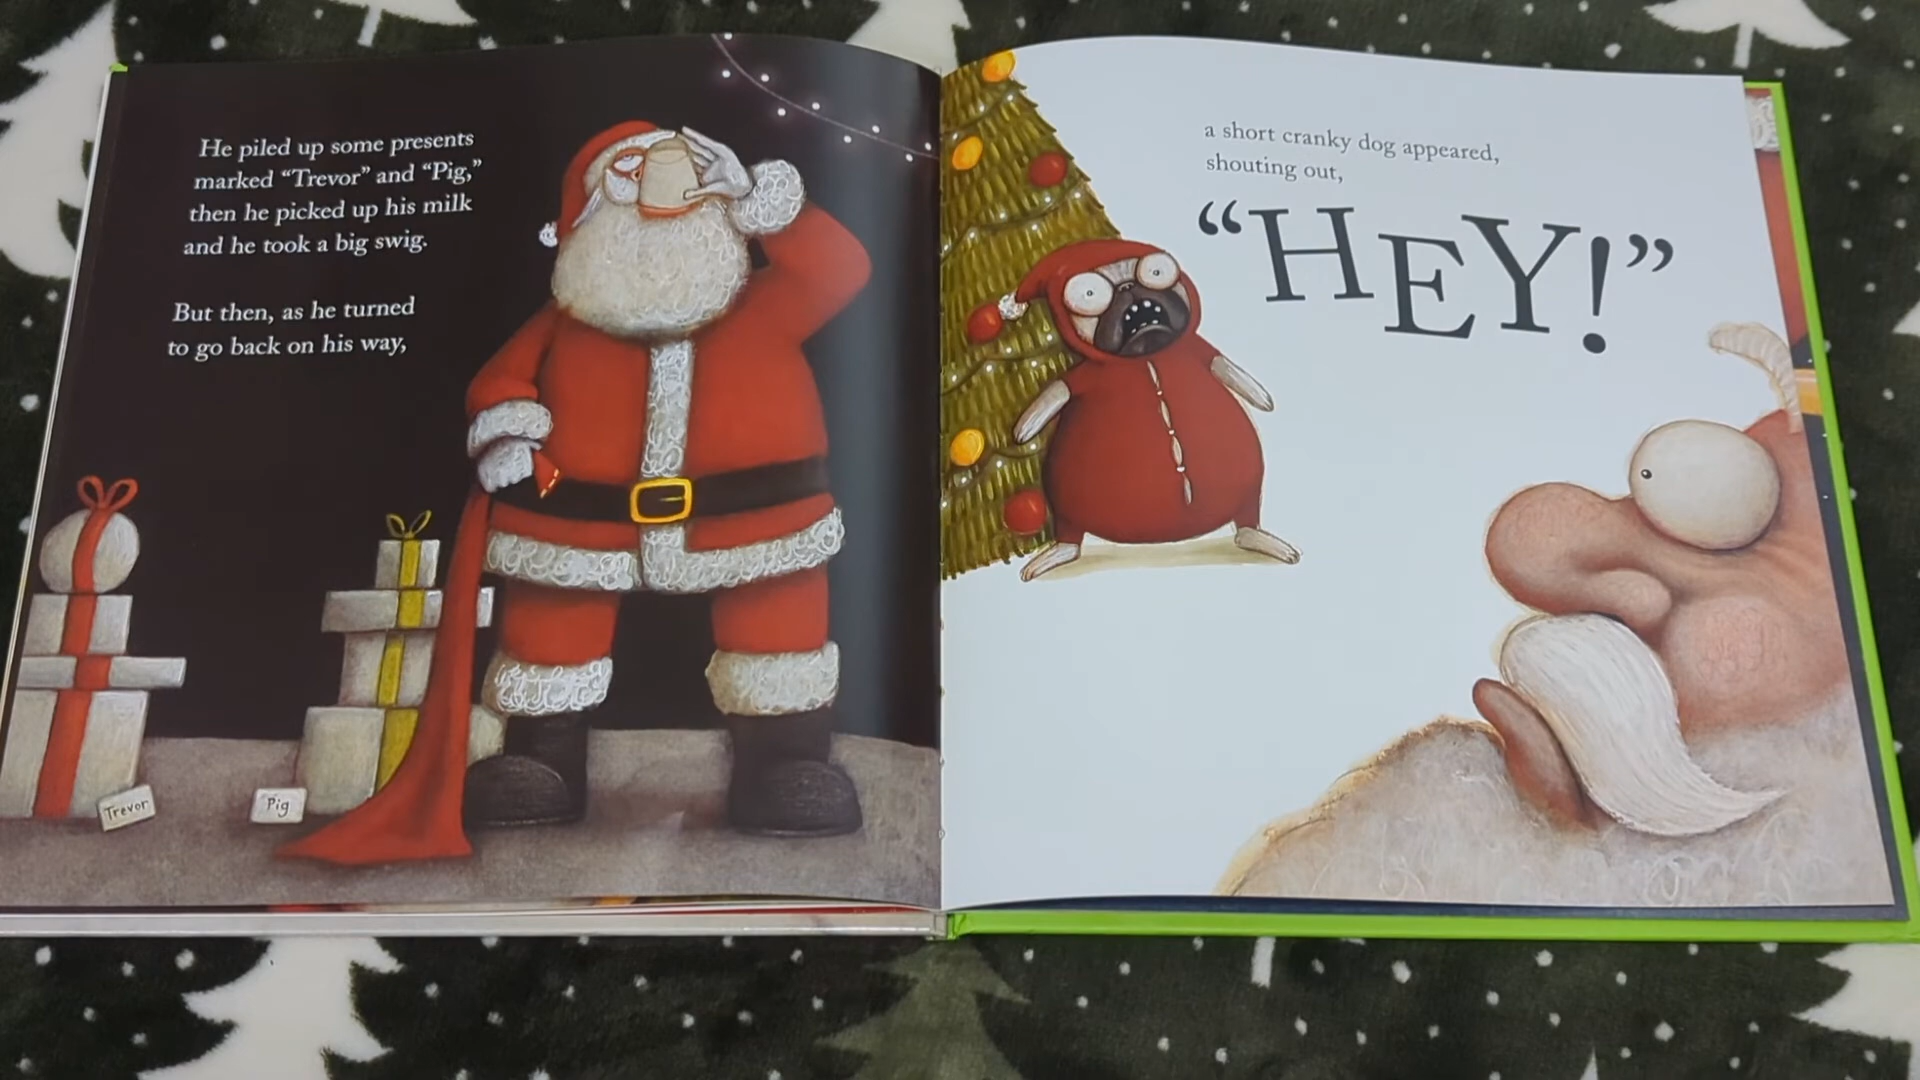 He piled up some presents
marked “Trevor” and “Pig,”
then he picked up his milk
and he took a big swig.
But then, as he turned
to go back on his way,
Trevor
Pig
a short cranky dog appeared,
shouting out,
“HEY!”